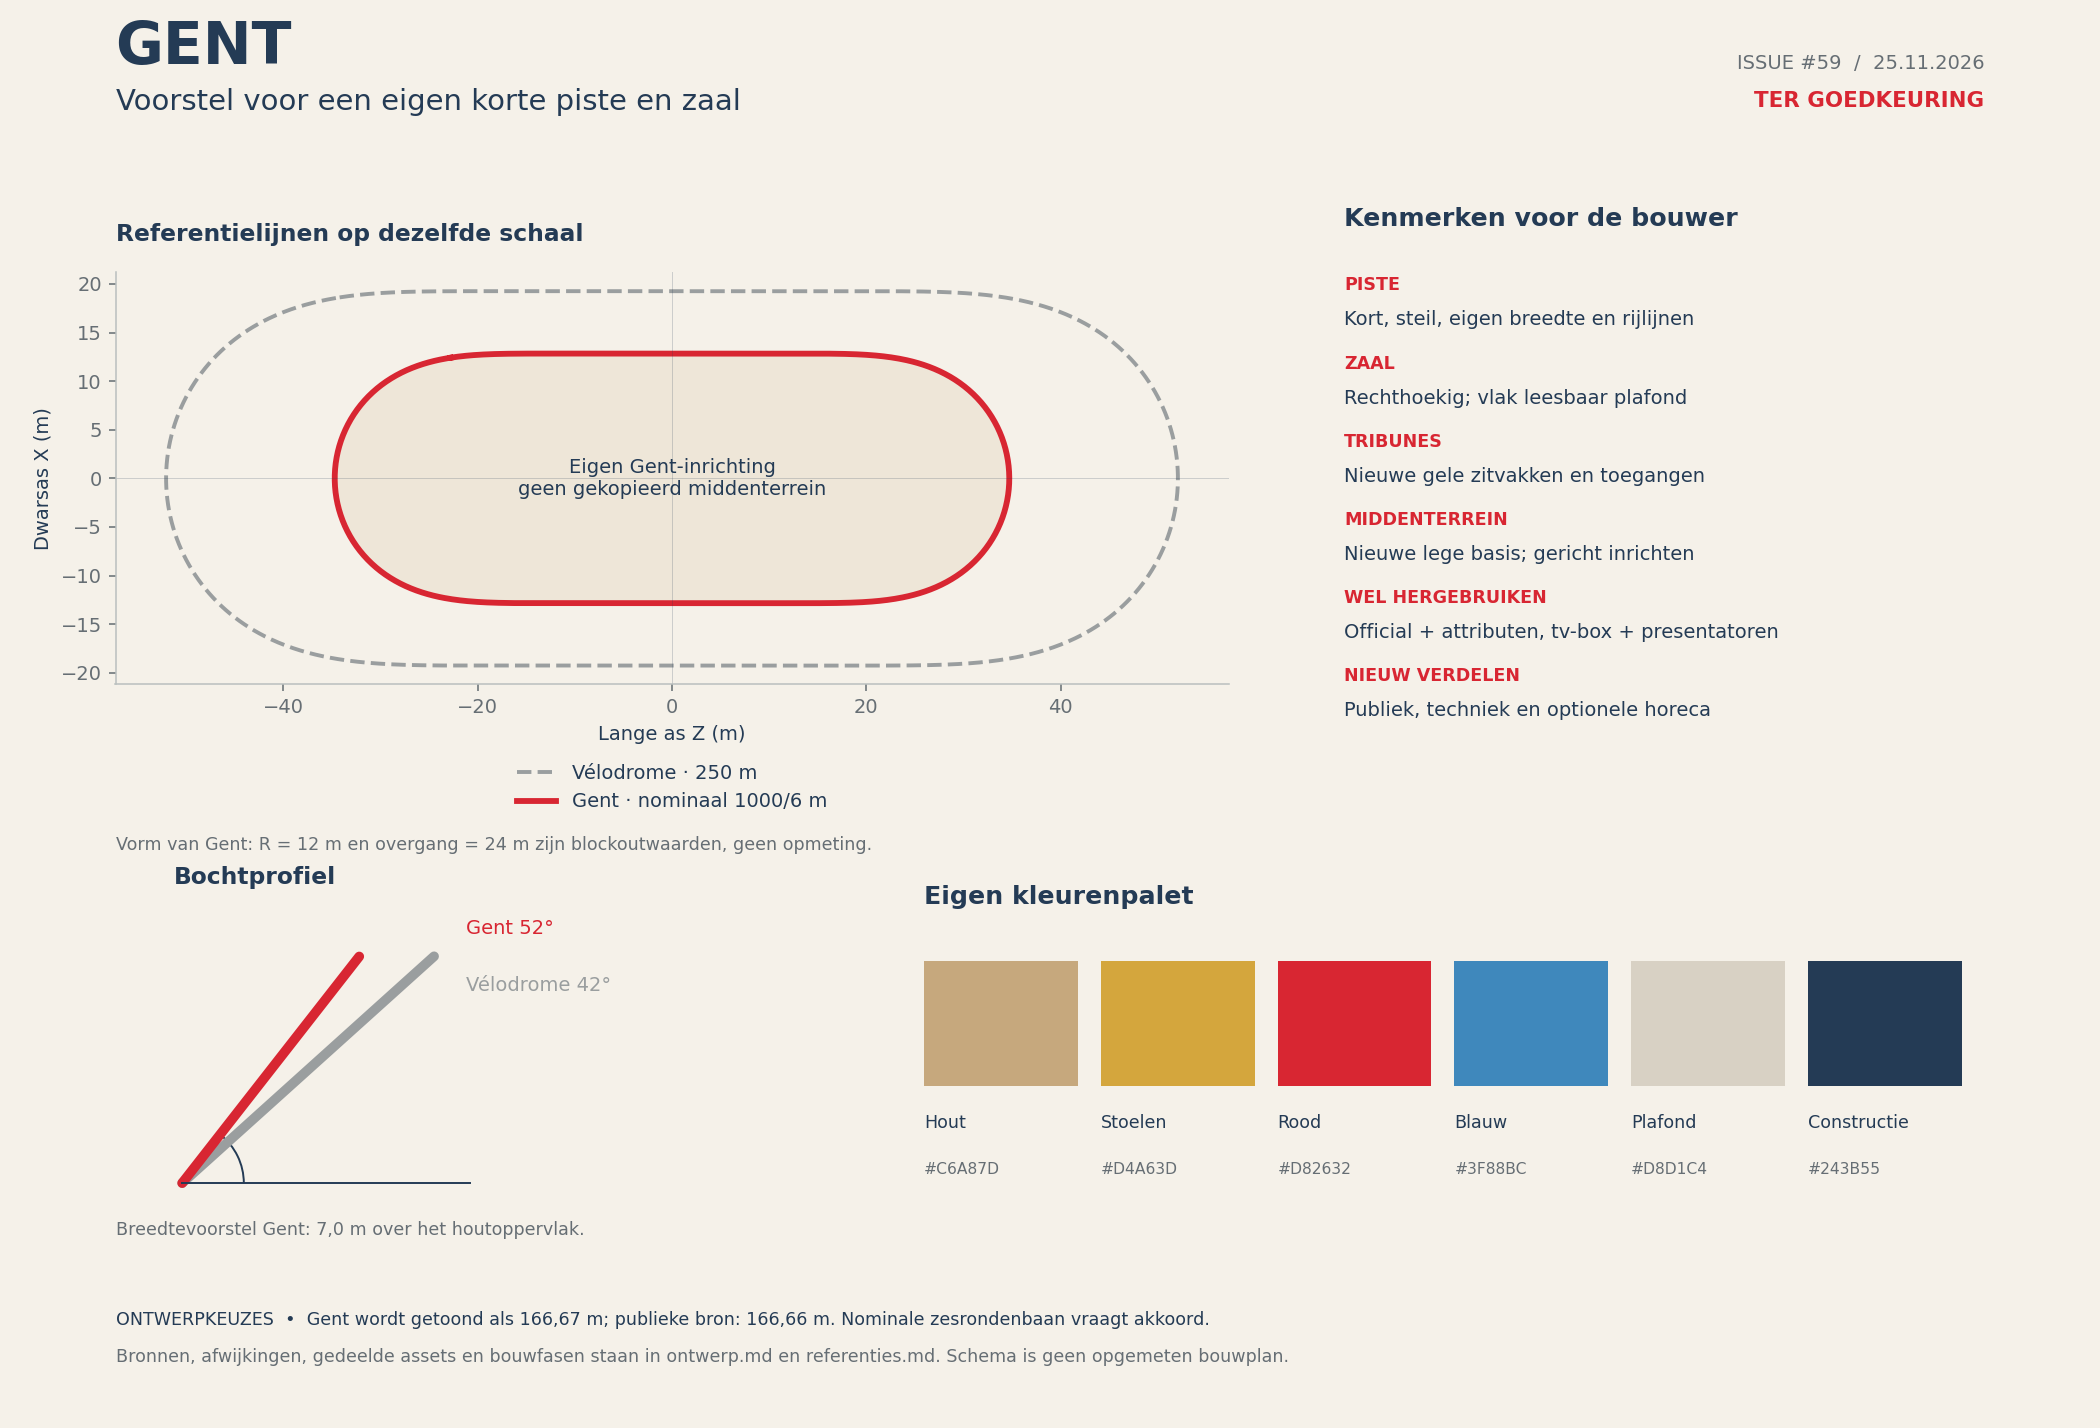 GENT
Voorstel voor een eigen korte piste en zaal
ISSUE #59 / 25.11.2026
TER GOEDKEURING
Referentielijnen op dezelfde schaal
20
15
10
5
0
−5
−10
−15
−20
Dwarsas X (m)
Eigen Gent-inrichting
geen gekopieerd middenterrein
−40
−20
0
20
40
Lange as Z (m)
Vélodrome · 250 m
Gent · nominaal 1000/6 m
Vorm van Gent: R = 12 m en overgang = 24 m zijn blockoutwaarden, geen opmeting.
Kenmerken voor de bouwer
PISTE
Kort, steil, eigen breedte en rijlijnen
ZAAL
Rechthoekig; vlak leesbaar plafond
TRIBUNES
Nieuwe gele zitvakken en toegangen
MIDDENTERREIN
Nieuwe lege basis; gericht inrichten
WEL HERGEBRUIKEN
Official + attributen, tv-box + presentatoren
NIEUW VERDELEN
Publiek, techniek en optionele horeca
Bochtprofiel
Gent 52°
Vélodrome 42°
Breedtevoorstel Gent: 7,0 m over het houtoppervlak.
Eigen kleurenpalet
Hout
#C6A87D
Stoelen
#D4A63D
Rood
#D82632
Blauw
#3F88BC
Plafond
#D8D1C4
Constructie
#243B55
ONTWERPKEUZES • Gent wordt getoond als 166,67 m; publieke bron: 166,66 m. Nominale zesrondenbaan vraagt akkoord.
Bronnen, afwijkingen, gedeelde assets en bouwfasen staan in ontwerp.md en referenties.md. Schema is geen opgemeten bouwplan.